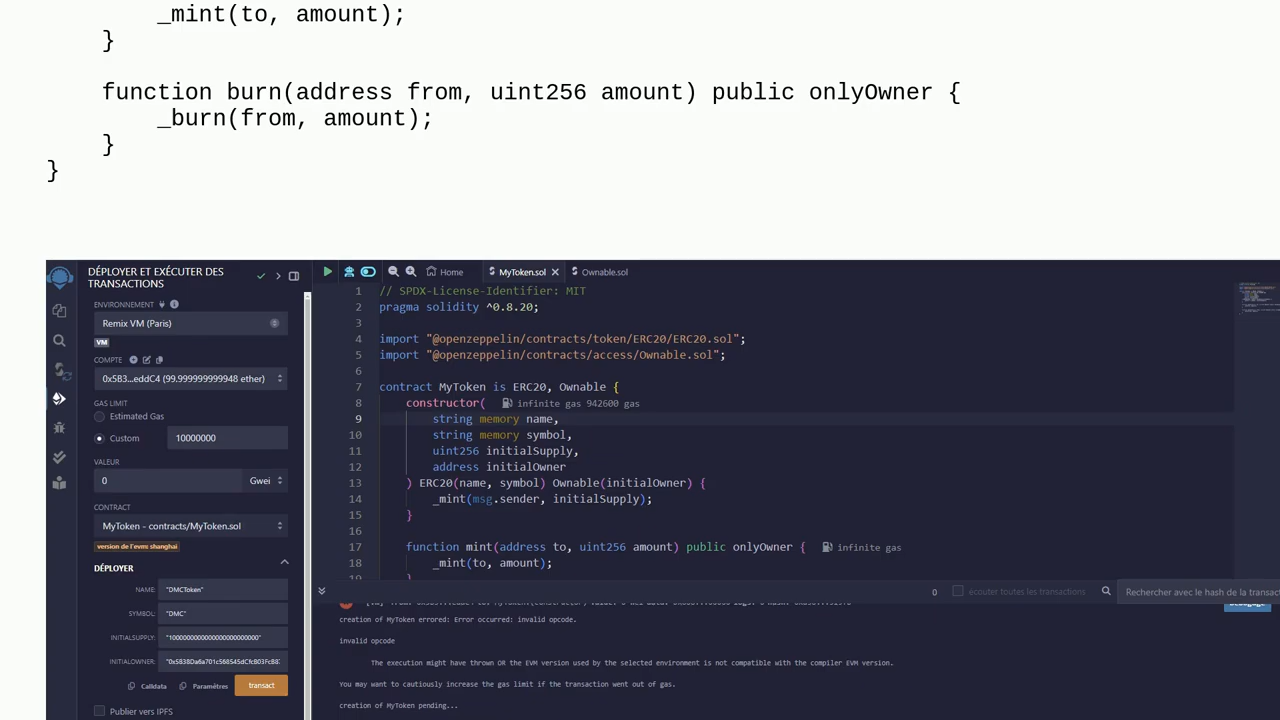 _mint(to, amount);
}
function burn(address from, uint256 amount) public onlyOwner {
_burn(from, amount);
}
}
DÉPLOYER ET EXÉCUTER DES
TRANSACTIONS
ENVIRONNEMENT
Remix VM (Paris)
VM
COMPTE
0x5B3...eddC4 (99.999999999948 ether)
GAS LIMIT
Estimated Gas
Custom 10000000
VALEUR
0 Gwei
CONTRACT
MyToken - contracts/MyToken.sol
version de l'evm: shanghai
DÉPLOYER
NAME: "DMCToken"
SYMBOL: "DMC"
INITIALSUPPLY:
INITIALOWNER:
Calldata Paramètres transact
Publier vers IPFS
Home MyToken.sol Ownable.sol
1 // SPDX-License-Identifier: MIT
2 pragma solidity ^0.8.20;
3
4 import "@openzeppelin/contracts/token/ERC20/ERC20.sol";
5 import "@openzeppelin/contracts/access/Ownable.sol";
6
7 contract MyToken is ERC20, Ownable {
8 constructor( infinite gas 942600 gas
9 string memory name,
10 string memory symbol,
11 uint256 initialSupply,
12 address initialOwner
13 ) ERC20(name, symbol) Ownable(initialOwner) {
14 _mint(msg.sender, initialSupply);
15 }
16
17 function mint(address to, uint256 amount) public onlyOwner { infinite gas
18 _mint(to, amount);
0 ecouter toutes les transactions Rechercher avec le hash de la transact
creation of MyToken errored: Error occurred: invalid opcode.
invalid opcode
The execution might have thrown OR the EVM version used by the selected environment is not compatible with the compiler EVM version.
You may want to cautiously increase the gas limit if the transaction went out of gas.
creation of MyToken pending...